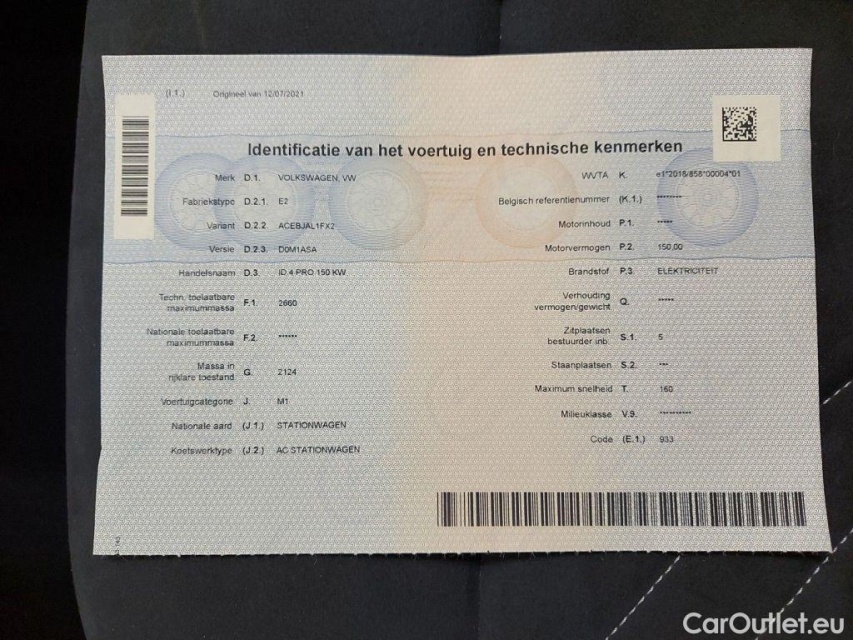 (I.1.) Origineel van 12/07/2021
Identificatie van het voertuig en technische kenmerken
Merk D.1. VOLKSWAGEN, VW
Fabriekstype D.2.1. E2
Variant D.2.2. ACEBJAL1FX2
Versie D.2.3. D0M1ASA
Handelsnaam D.3. ID.4 PRO 150 KW
Techn. toelaatbare
maximummassa F.1. 2660
Nationale toelaatbare
maximummassa F.2. ******
Massa in
rijklare toestand G. 2124
Voertuigcategorie J. M1
Nationale aard (J.1.) STATIONWAGEN
Koetswerktype (J.2.) AC STATIONWAGEN
WVTA K. e1*2018/858*00004*01
Belgisch referentienummer (K.1.) ********
Motorinhoud P.1. *****
Motorvermogen P.2. 150,00
Brandstof P.3. ELEKTRICITEIT
Verhouding
vermogen/gewicht Q. *****
Zitplaatsen
bestuurder inb. S.1. 5
Staanplaatsen S.2. ***
Maximum snelheid T. 160
Milieuklasse V.9. **********
Code (E.1.) 933
CarOutlet.eu